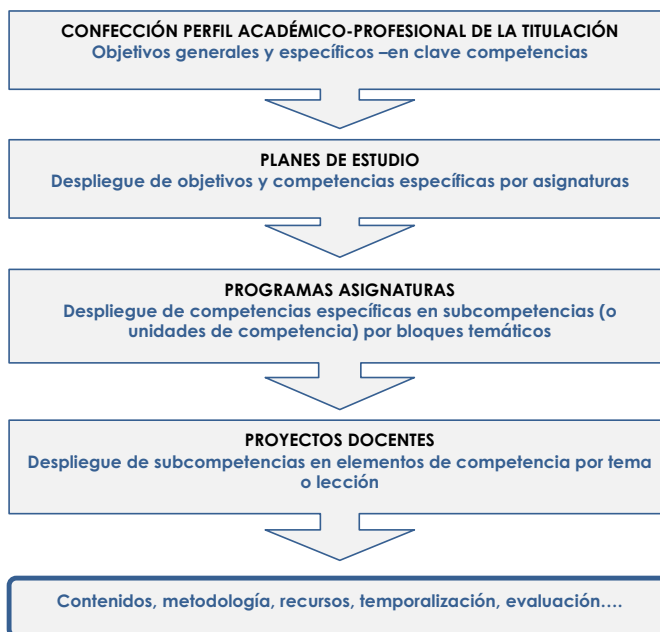 CONFECCIÓN PERFIL ACADÉMICO-PROFESIONAL DE LA TITULACIÓN
Objetivos generales y específicos –en clave competencias
PLANES DE ESTUDIO
Despliegue de objetivos y competencias específicas por asignaturas
PROGRAMAS ASIGNATURAS
Despliegue de competencias específicas en subcompetencias (o
unidades de competencia) por bloques temáticos
PROYECTOS DOCENTES
Despliegue de subcompetencias en elementos de competencia por tema
o lección
Contenidos, metodología, recursos, temporalización, evaluación....